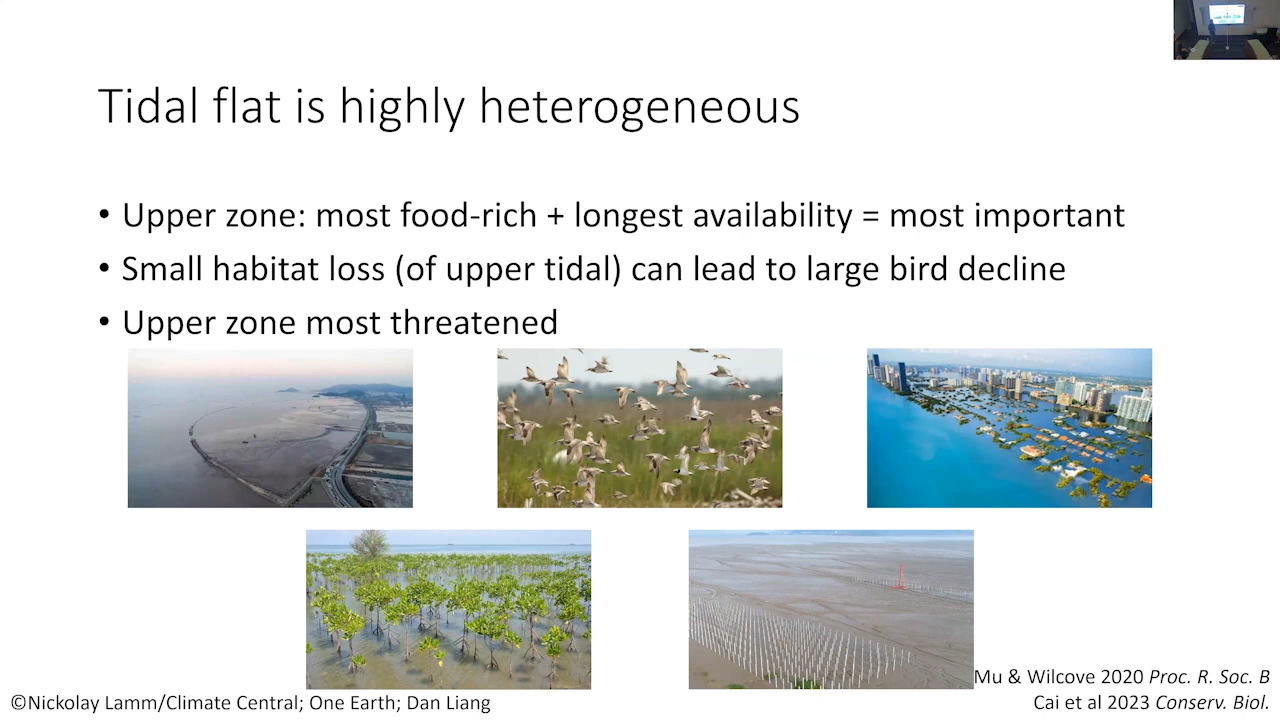 Tidal flat is highly heterogeneous
• Upper zone: most food-rich + longest availability = most important
• Small habitat loss (of upper tidal) can lead to large bird decline
• Upper zone most threatened
Mu & Wilcove 2020 Proc. R. Soc. B
©Nickolay Lamm/Climate Central; One Earth; Dan Liang
Cai et al 2023 Conserv. Biol.